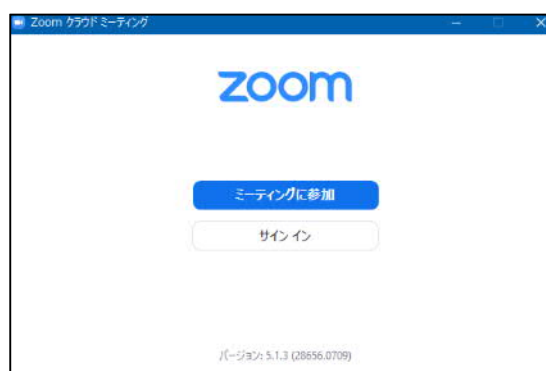 Zoom クラウド ミーティング
zoom
ミーティングに参加
サイン イン
バージョン: 5.1.3 (28656.0709)